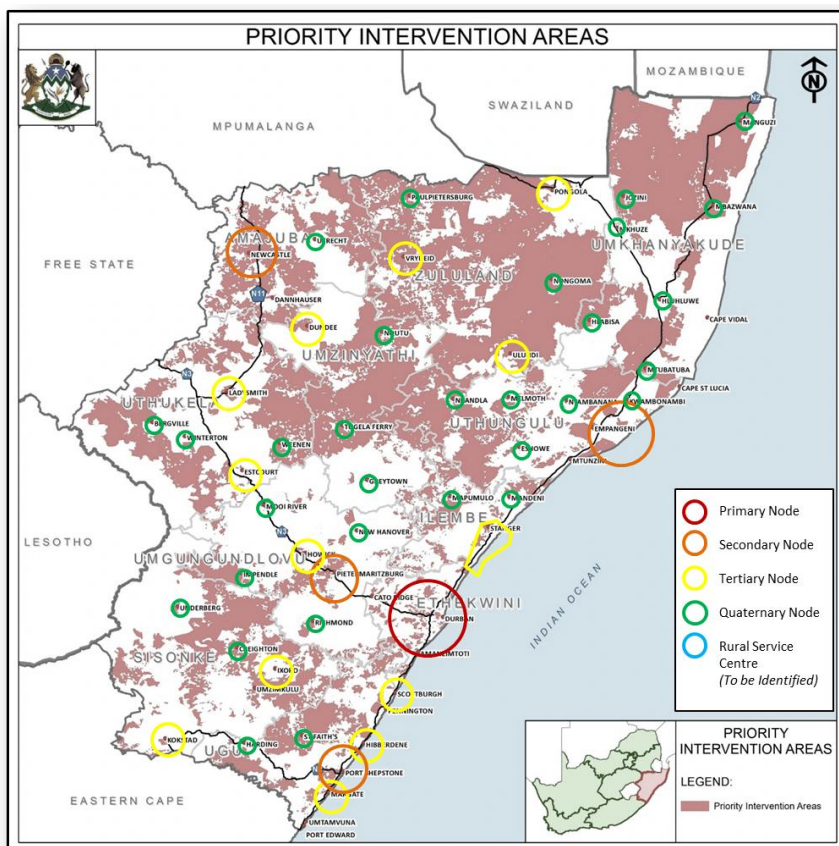 PRIORITY INTERVENTION AREAS
MOZAMBIQUE
SWAZILAND
N
N2
MANGUZI
MPUMALANGA
PONGOLA
PAULPIETERSBURG
JOZINI
MBAZWANA
MKHUZE
UMKHANYAKUDE
AMAJUBA
UTRECHT
NEWCASTLE
VRYHEID
ZULULAND
FREE STATE
NONGOMA
N11
DANNHAUSER
HLUHLUWE
CAPE VIDAL
HLABISA
DUNDEE
NQUTU
UMZINYATHI
ULUNDI
N3
MTUBATUBA
CAPE ST LUCIA
LADYSMITH
UTHUKELA
NKANDLA
MELMOTH
NTAMBANANA
KWAMBONAMBI
UTHUNGULU
BERGVILLE
WINTERTON
TUGELA FERRY
EMPANGENI
WEENEN
ESHOWE
MTUNZINI
ESTCOURT
GREYTOWN
MAPUMULO
MANDENI
MOOI RIVER
ILEMBE
STANGER
N3
NEW HANOVER
LESOTHO
UMGUNGUNDLOVU
HOWICK
IMPENDLE
PIETERMARITZBURG
CATO RIDGE
ETHEKWINI
UNDERBERG
RICHMOND
DURBAN
INDIAN OCEAN
AMANZIMTOTI
CREIGHTON
SISONKE
IXOPO
UMZIMKULU
SCOTTBURGH
PENNINGTON
KOKSTAD
HARDING
ST FAITH'S
HIBBERDENE
UGU
PORT SHEPSTONE
MARGATE
EASTERN CAPE
UMTAMVUNA
PORT EDWARD
Primary Node
Secondary Node
Tertiary Node
Quaternary Node
Rural Service
Centre
(To be Identified)
PRIORITY
INTERVENTION AREAS
LEGEND:
Priority Intervention Areas